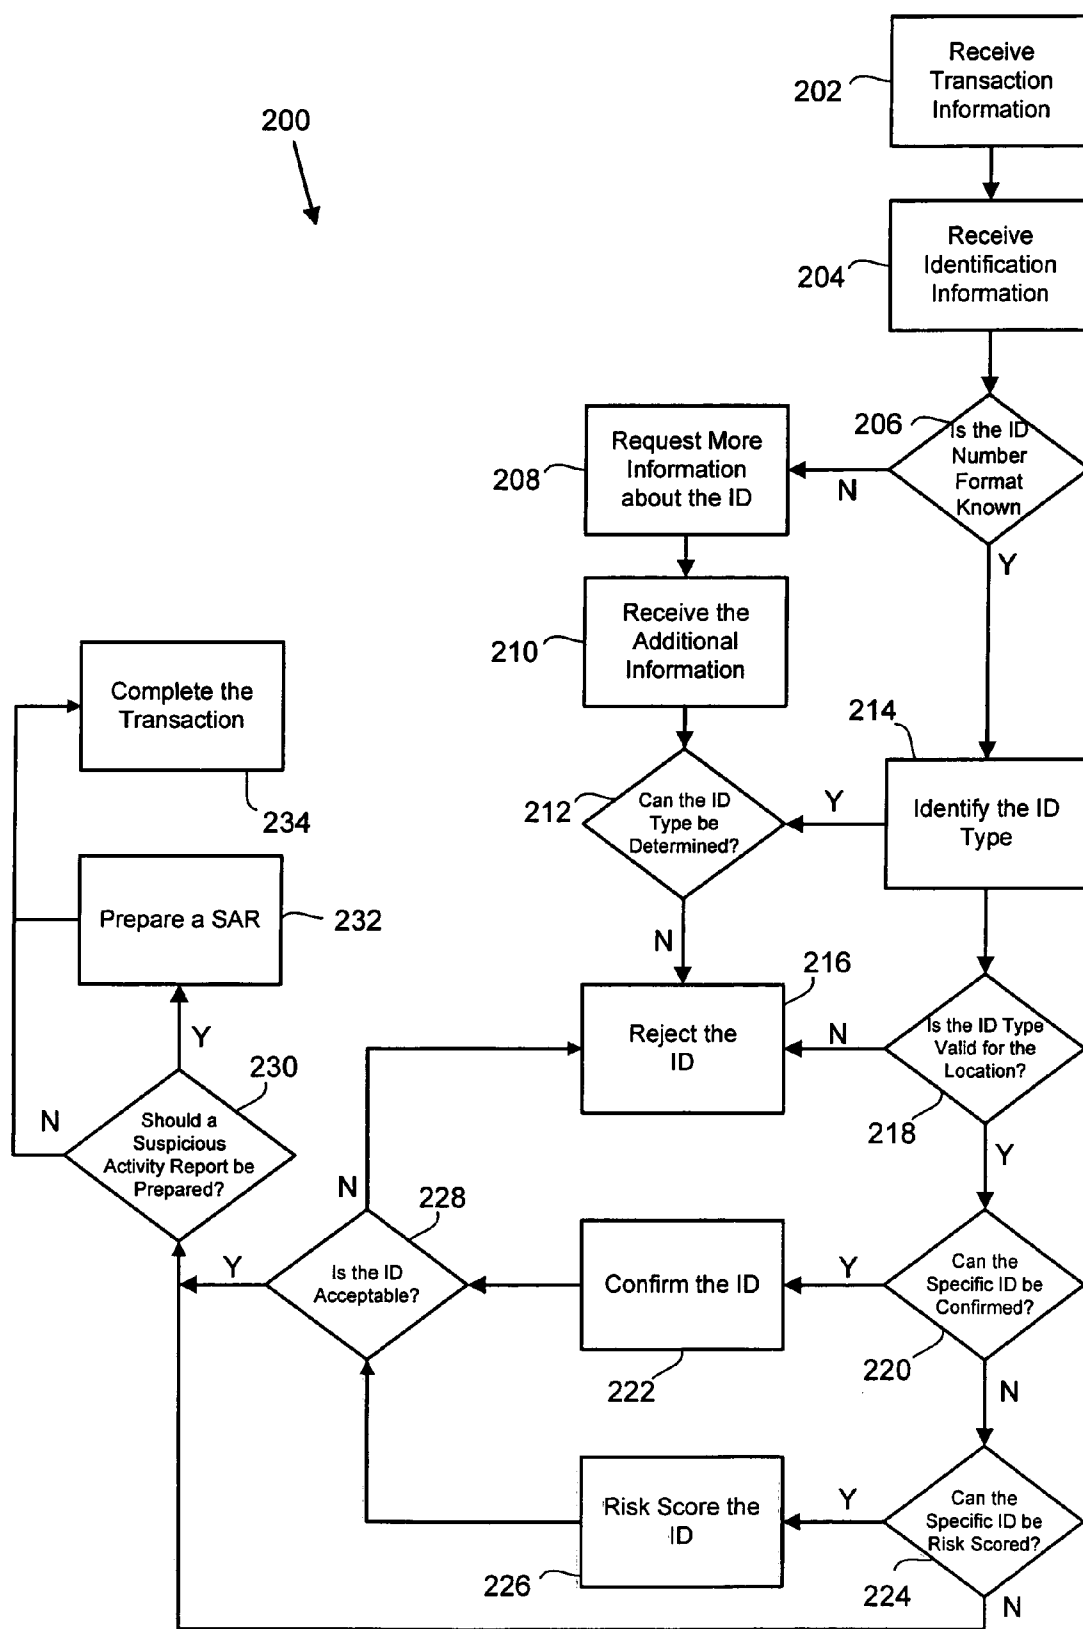 Receive
Transaction
Information
202
200
Receive
Identification
Information
204
206
Is the ID
Number
Format
Known
N
Y
Request More
Information
about the ID
208
Receive the
Additional
Information
210
Complete the
Transaction
234
214
Identify the ID
Type
Y
212
Can the ID
Type be
Determined?
N
Prepare a SAR
232
Y
216
Reject the
ID
N
Is the ID Type
Valid for the
Location?
218
Y
230
N
Should a
Suspicious
Activity Report be
Prepared?
N
228
Y
Is the ID
Acceptable?
Confirm the ID
222
Y
Can the
Specific ID be
Confirmed?
220
N
Risk Score the
ID
226
Y
Can the
Specific ID be
Risk Scored?
224
N